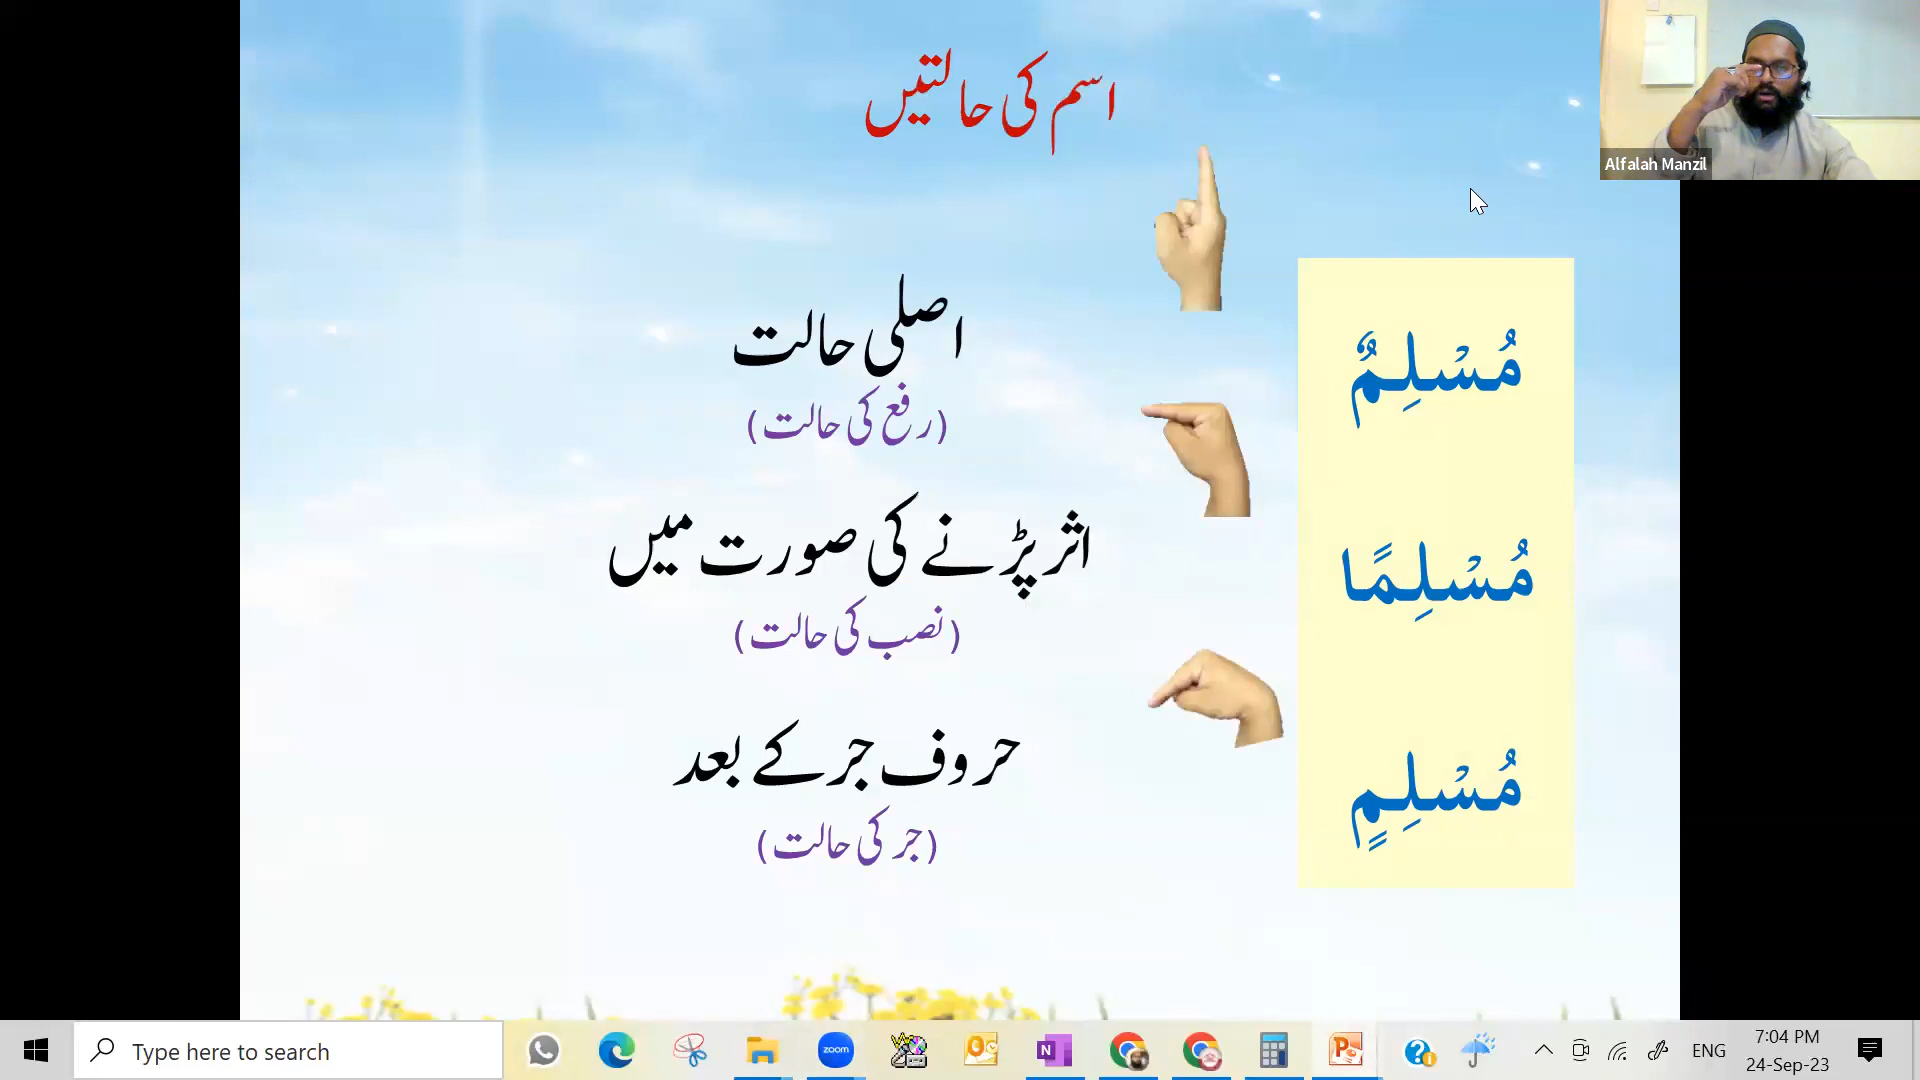 اسم کی حالتیں
Alfalah Manzil
مُسْلِمٌ
اصلی حالت
(رفع کی حالت)
مُسْلِمًا
اثر پڑنے کی صورت میں
(نصب کی حالت)
مُسْلِمٍ
حروف جر کے بعد
(جر کی حالت)
Type here to search
zoom
ENG
7:04 PM
24-Sep-23